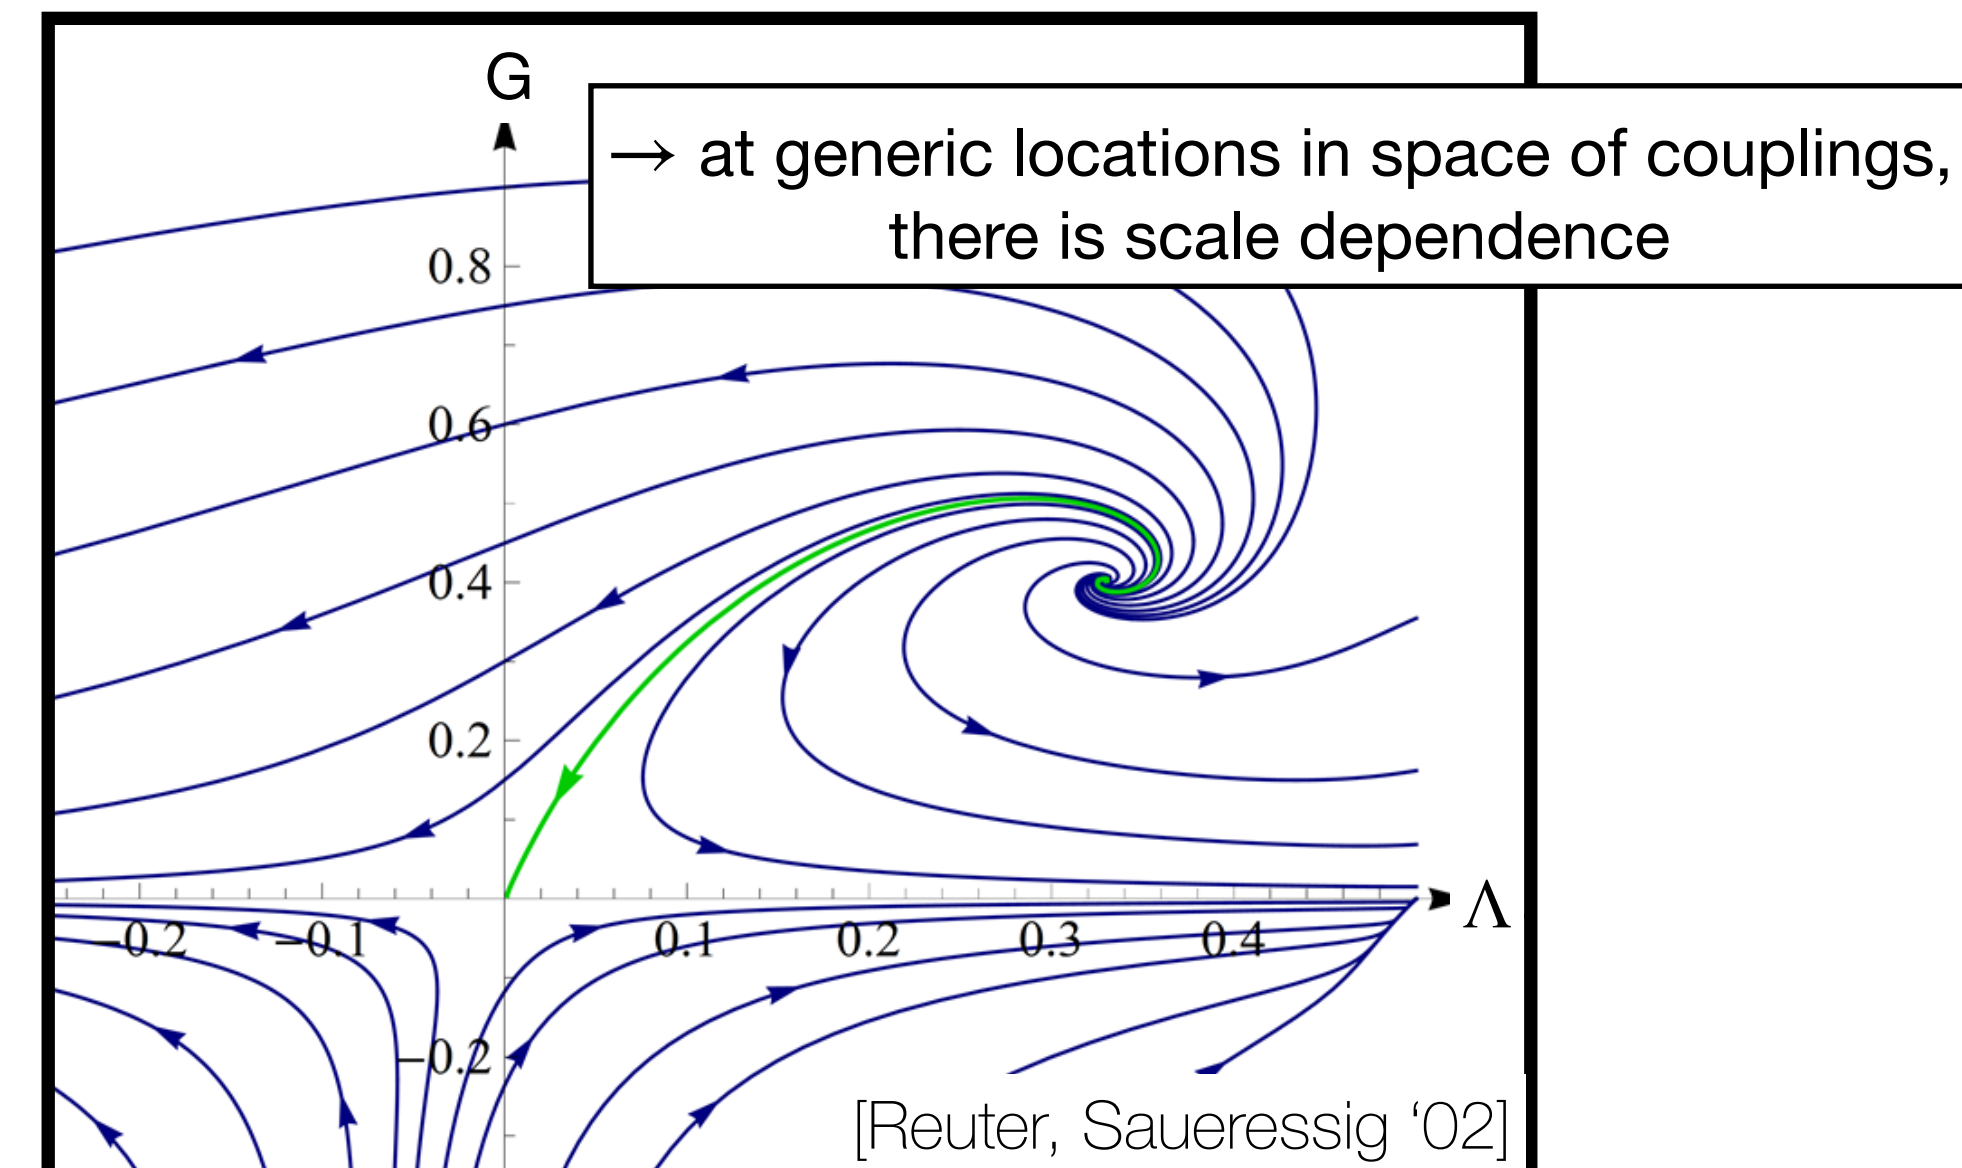 G
→ at generic locations in space of couplings,
there is scale dependence
0.8
0.6
0.4
0.2
Λ
−0.2 −0.1 0.1 0.2 0.3 0.4
−0.2
[Reuter, Saueressig ‘02]